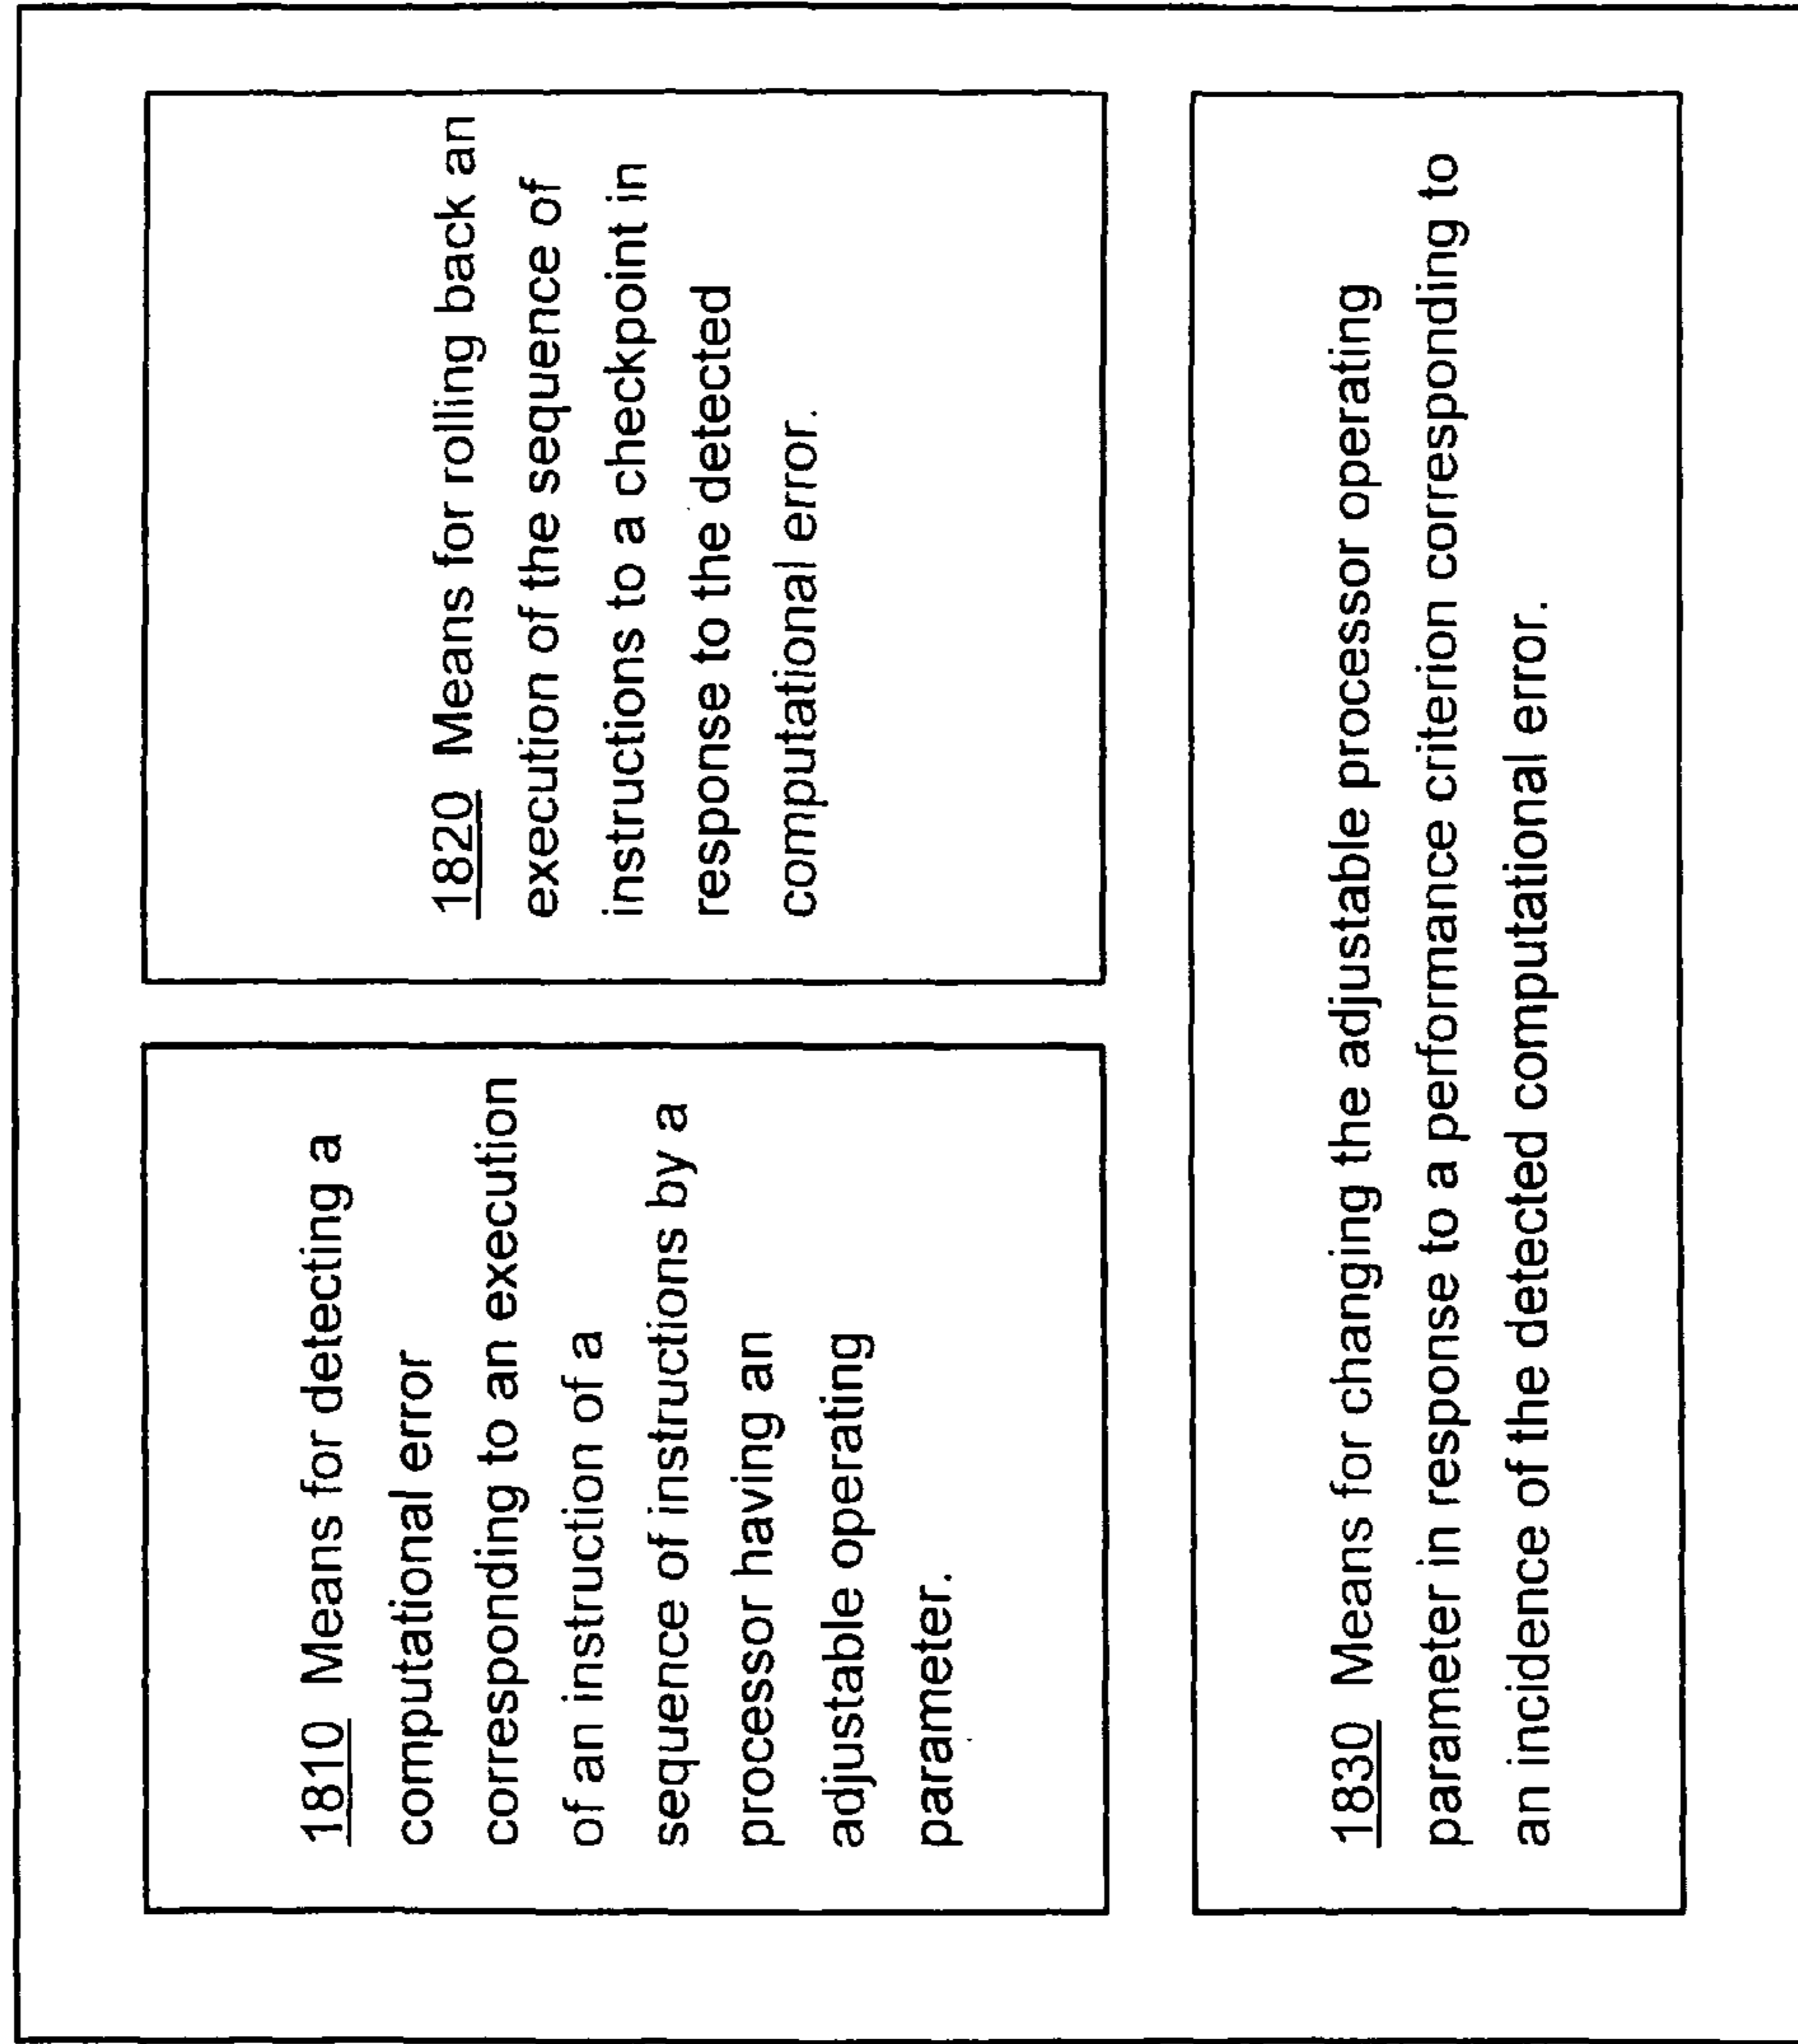 1810 Means for detecting a
computational error
corresponding to an execution
of an instruction of a
sequence of instructions by a
processor having an
adjustable operating
parameter.
1820 Means for rolling back an
execution of the sequence of
instructions to a checkpoint in
response to the detected
computational error.
1830 Means for changing the adjustable processor operating
parameter in response to a performance criterion corresponding to
an incidence of the detected computational error.